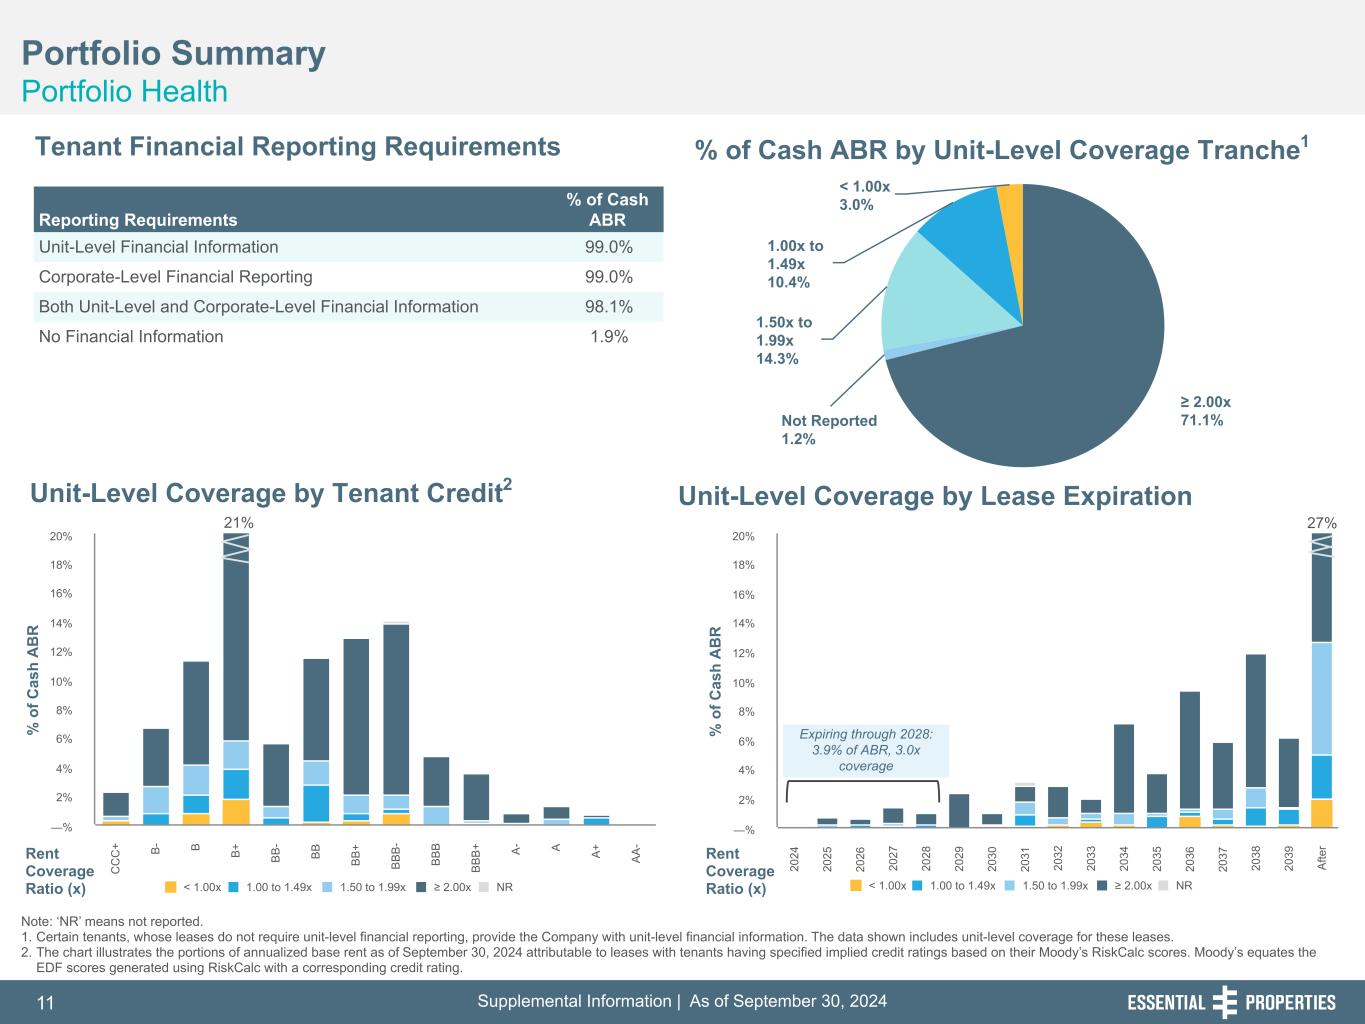 Portfolio Summary
Portfolio Health
Tenant Financial Reporting Requirements
Reporting Requirements % of Cash ABR
Unit-Level Financial Information 99.0%
Corporate-Level Financial Reporting 99.0%
Both Unit-Level and Corporate-Level Financial Information 98.1%
No Financial Information 1.9%
% of Cash ABR by Unit-Level Coverage Tranche1
< 1.00x
3.0%
1.00x to
1.49x
10.4%
1.50x to
1.99x
14.3%
Not Reported
1.2%
≥ 2.00x
71.1%
Unit-Level Coverage by Tenant Credit2
21%
20%
18%
16%
14%
12%
10%
8%
6%
4%
2%
—%
% of Cash ABR
CCC+ B- B B+ BB- BB BB+ BBB- BBB BBB+ A- A A+ AA-
Rent
Coverage
Ratio (x)
< 1.00x 1.00 to 1.49x 1.50 to 1.99x ≥ 2.00x NR
Unit-Level Coverage by Lease Expiration
27%
20%
18%
16%
14%
12%
10%
8%
6%
4%
2%
—%
% of Cash ABR
Expiring through 2028:
3.9% of ABR, 3.0x
coverage
2024 2025 2026 2027 2028 2029 2030 2031 2032 2033 2034 2035 2036 2037 2038 2039 After
Rent
Coverage
Ratio (x)
< 1.00x 1.00 to 1.49x 1.50 to 1.99x ≥ 2.00x NR
Note: ‘NR’ means not reported.
1. Certain tenants, whose leases do not require unit-level financial reporting, provide the Company with unit-level financial information. The data shown includes unit-level coverage for these leases.
2. The chart illustrates the portions of annualized base rent as of September 30, 2024 attributable to leases with tenants having specified implied credit ratings based on their Moody’s RiskCalc scores. Moody’s equates the
EDF scores generated using RiskCalc with a corresponding credit rating.
11
Supplemental Information | As of September 30, 2024
ESSENTIAL PROPERTIES